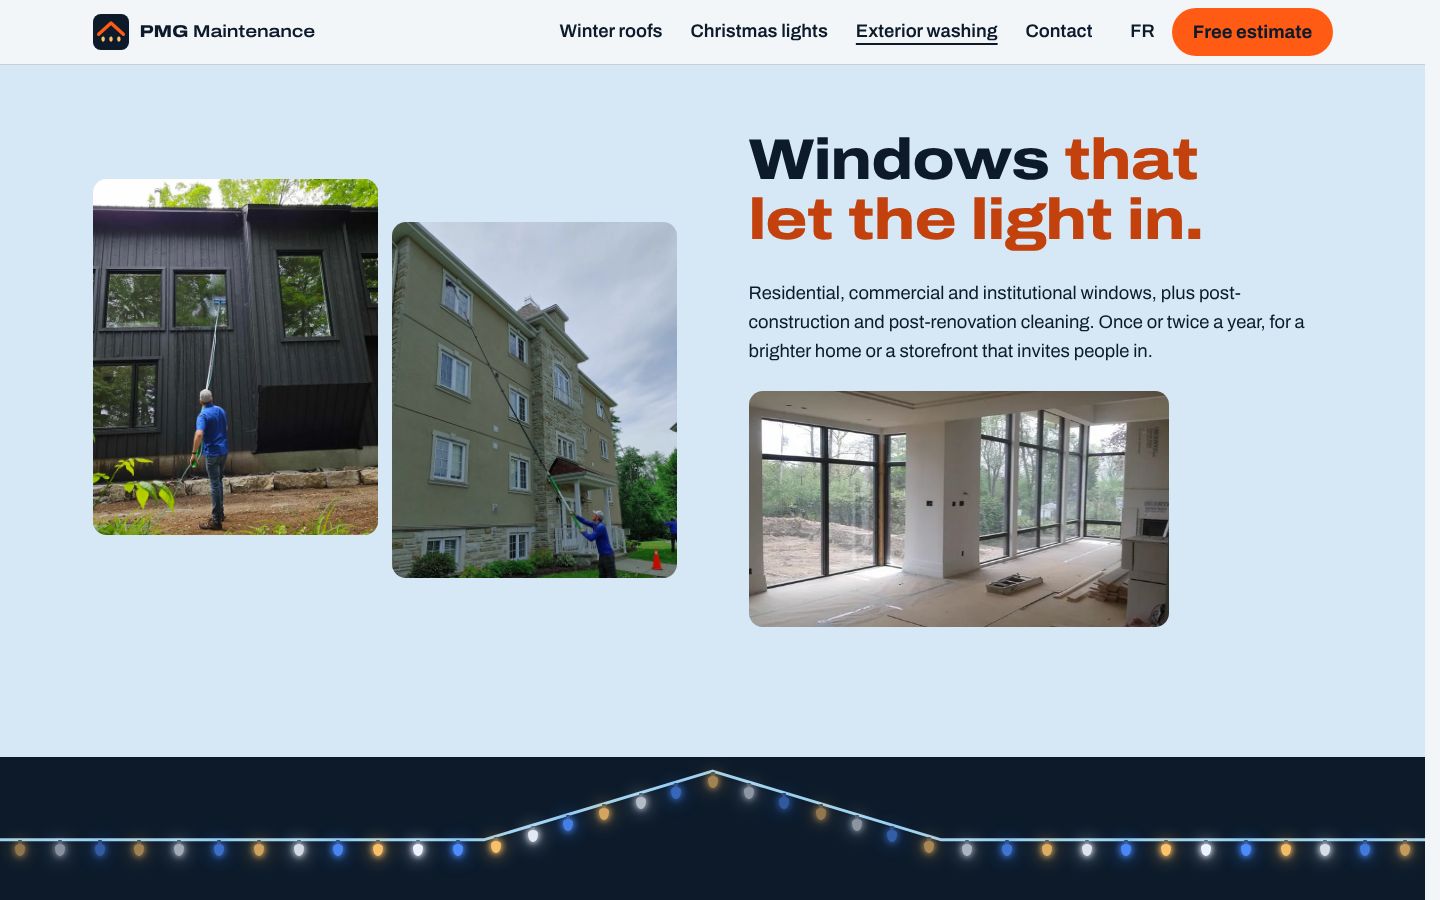 PMG Maintenance
Winter roofs
Christmas lights
Exterior washing
Contact
FR
Free estimate
Windows that
let the light in.
Residential, commercial and institutional windows, plus post-
construction and post-renovation cleaning. Once or twice a year, for a
brighter home or a storefront that invites people in.